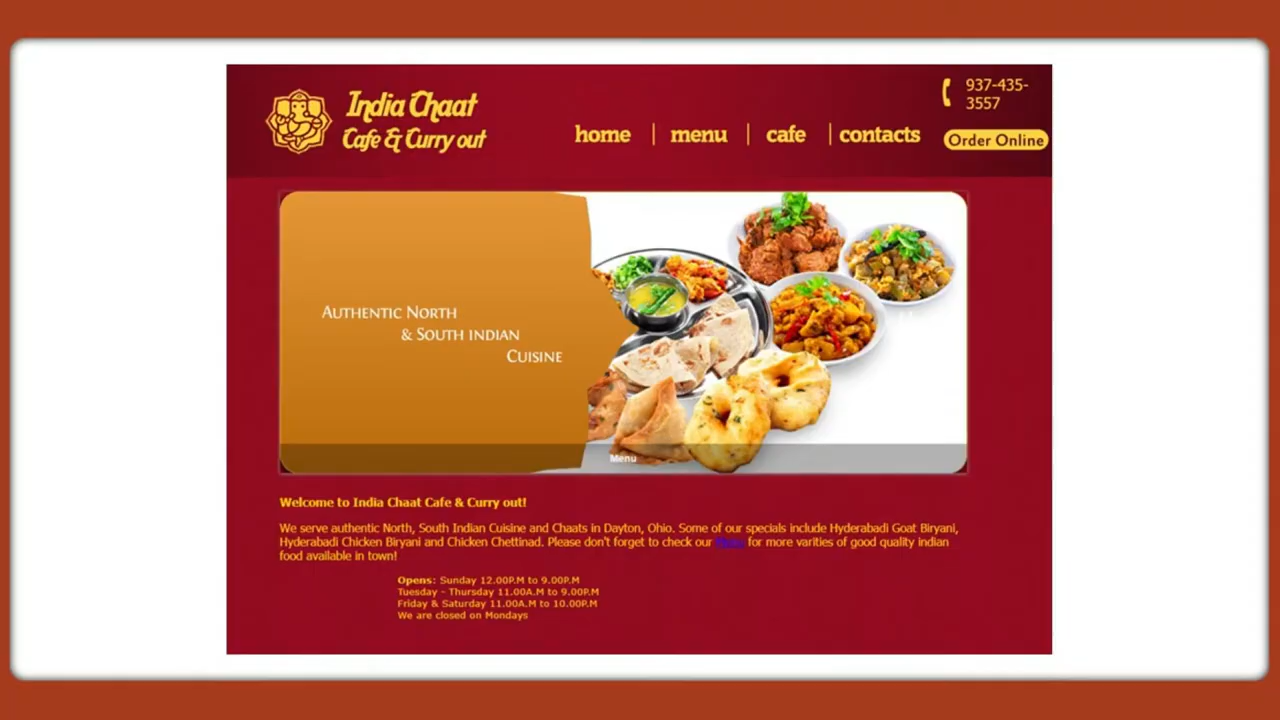 India Chaat
Cafe & Curry out
937-435-
3557
home | menu | cafe | contacts
Order Online
Authentic North
& South indian
Cuisine
Menu
Welcome to India Chaat Cafe & Curry out!
We serve authentic North, South Indian Cuisine and Chaats in Dayton, Ohio. Some of our specials include Hyderabadi Goat Biryani,
Hyderabadi Chicken Biryani and Chicken Chettinad. Please don't forget to check our for more varities of good quality indian
food available in town!
Opens: Sunday 12.00P.M to 9.00P.M
Tuesday - Thursday 11.00A.M to 9.00P.M
Friday & Saturday 11.00A.M to 10.00P.M
We are closed on Mondays